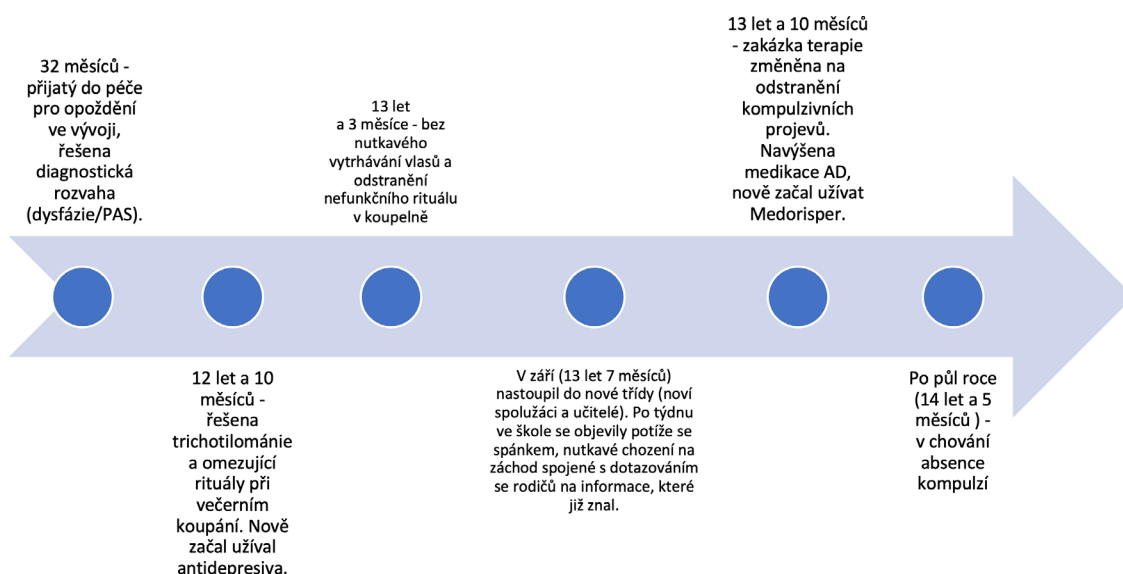 32 měsíců -
přijatý do péče
pro opoždění
ve vývoji,
řešena
diagnostická
rozvaha
(dysfázie/PAS).
12 let a 10
měsíců -
řešena
trichotilománie
a omezující
rituály při
večerním
koupání. Nově
začal užíval
antidepresiva.
13 let
a 3 měsíce - bez
nutkavého
vytrhávání vlasů a
odstranění
nefunkčního rituálu
v koupelně
V září (13 let 7 měsíců)
nastoupil do nové třídy (noví
spolužáci a učitelé). Po týdnu
ve škole se objevily potíže se
spánkem, nutkavé chození na
záchod spojené s dotazováním
se rodičů na informace, které
již znal.
13 let a 10 měsíců
- zakázka terapie
změněna na
odstranění
kompulzivních
projevů.
Navýšena
medikace AD,
nově začal užívat
Medorisper.
Po půl roce
(14 let a 5
měsíců ) -
v chování
absence
kompulzí